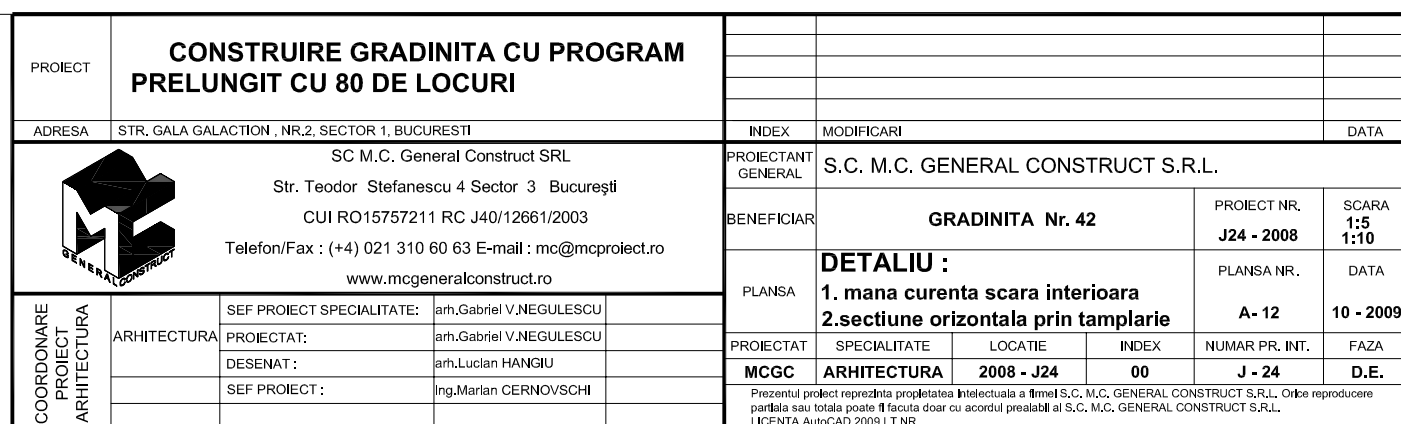 PROIECT
CONSTRUIRE GRADINITA CU PROGRAM
PRELUNGIT CU 80 DE LOCURI
ADRESA STR. GALA GALACTION , NR.2, SECTOR 1, BUCURESTI
SC M.C. General Construct SRL
Str. Teodor Stefanescu 4 Sector 3 Bucureşti
CUI RO15757211 RC J40/12661/2003
Telefon/Fax : (+4) 021 310 60 63 E-mail : mc@mcproiect.ro
www.mcgeneralconstruct.ro
MC
GENERAL CONSTRUCT
COORDONARE
PROIECT
ARHITECTURA
ARHITECTURA
SEF PROIECT SPECIALITATE: arh.Gabriel V.NEGULESCU
PROIECTAT: arh.Gabriel V.NEGULESCU
DESENAT : arh.Lucian HANGIU
SEF PROIECT : Ing.Marian CERNOVSCHI
INDEX MODIFICARI DATA
PROIECTANT
GENERAL
S.C. M.C. GENERAL CONSTRUCT S.R.L.
BENEFICIAR GRADINITA Nr. 42
PROIECT NR.
J24 - 2008
SCARA
1:5
1:10
PLANSA
DETALIU :
1. mana curenta scara interioara
2.sectiune orizontala prin tamplarie
PLANSA NR.
A- 12
DATA
10 - 2009
PROIECTAT SPECIALITATE LOCATIE INDEX NUMAR PR. INT. FAZA
MCGC ARHITECTURA 2008 - J24 00 J - 24 D.E.
Prezentul proiect reprezinta propietatea intelectuala a firmei S.C. M.C. GENERAL CONSTRUCT S.R.L. Orice reproducere
partiala sau totala poate fi facuta doar cu acordul prealabil al S.C. M.C. GENERAL CONSTRUCT S.R.L.
LICENTA AutoCAD 2009 LT NR